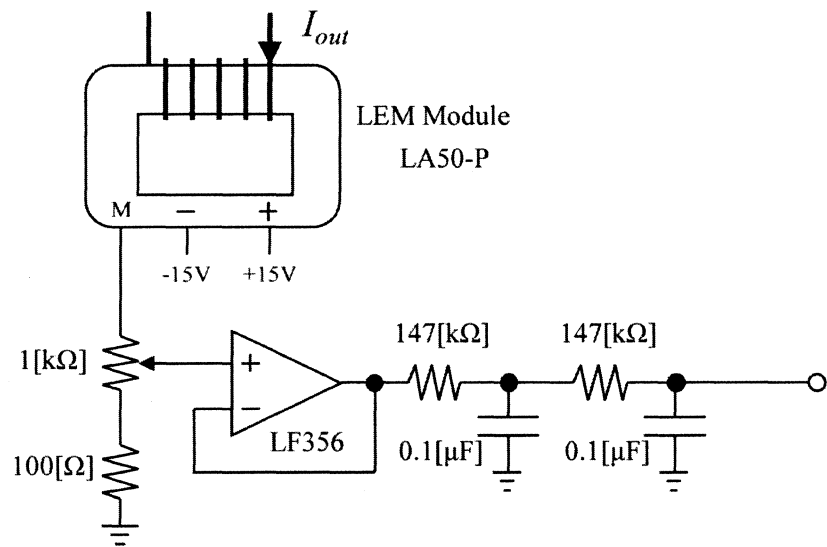 I_out
LEM Module
LA50-P
M
−
+
-15V
+15V
1[kΩ]
100[Ω]
+
−
LF356
147[kΩ]
147[kΩ]
0.1[μF]
0.1[μF]